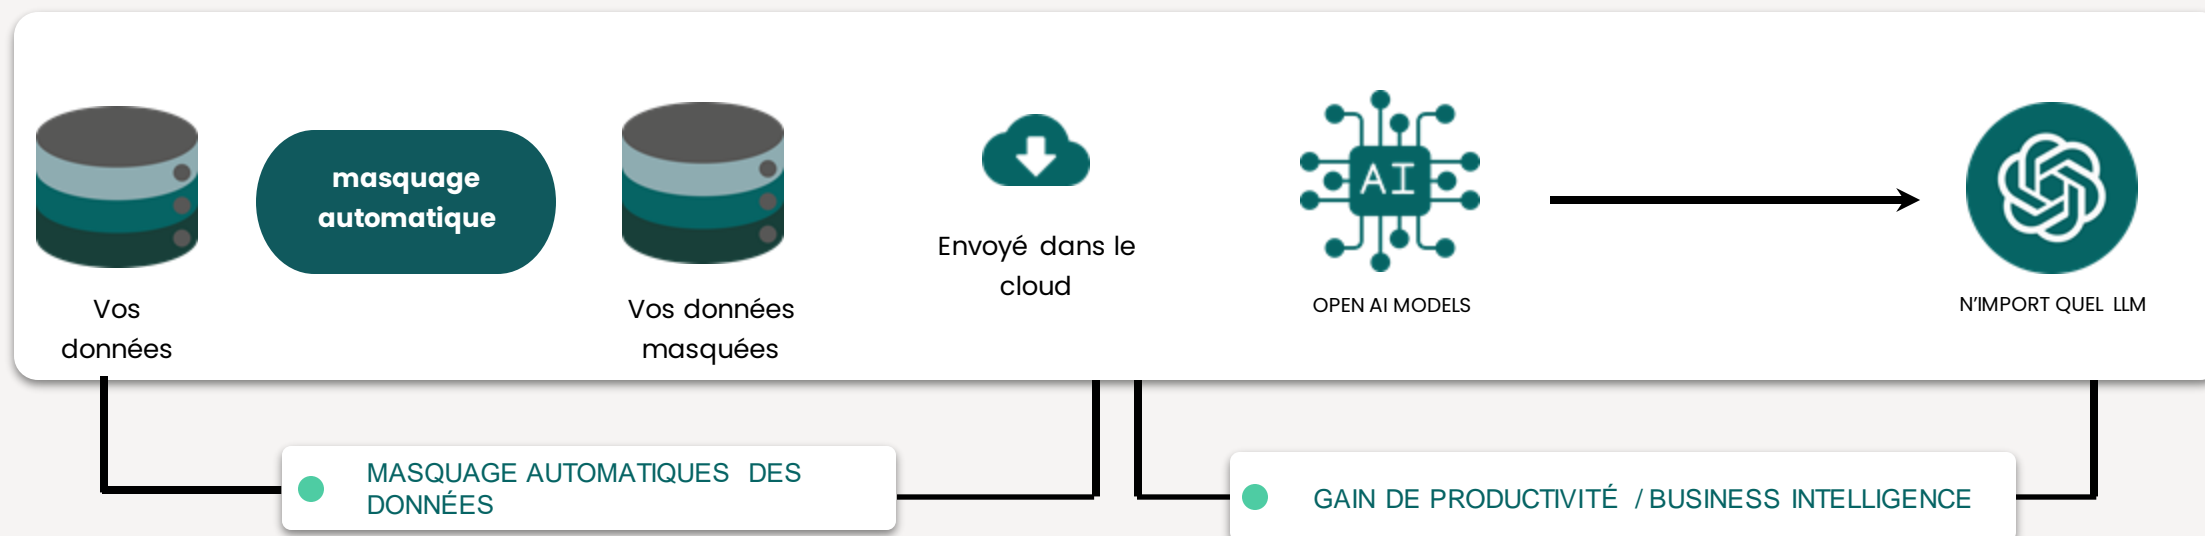 masquage
automatique
Vos
données
Vos données
masquées
Envoyé dans le
cloud
AI
OPEN AI MODELS
N'IMPORT QUEL LLM
MASQUAGE AUTOMATIQUES DES
DONNÉES
GAIN DE PRODUCTIVITÉ / BUSINESS INTELLIGENCE